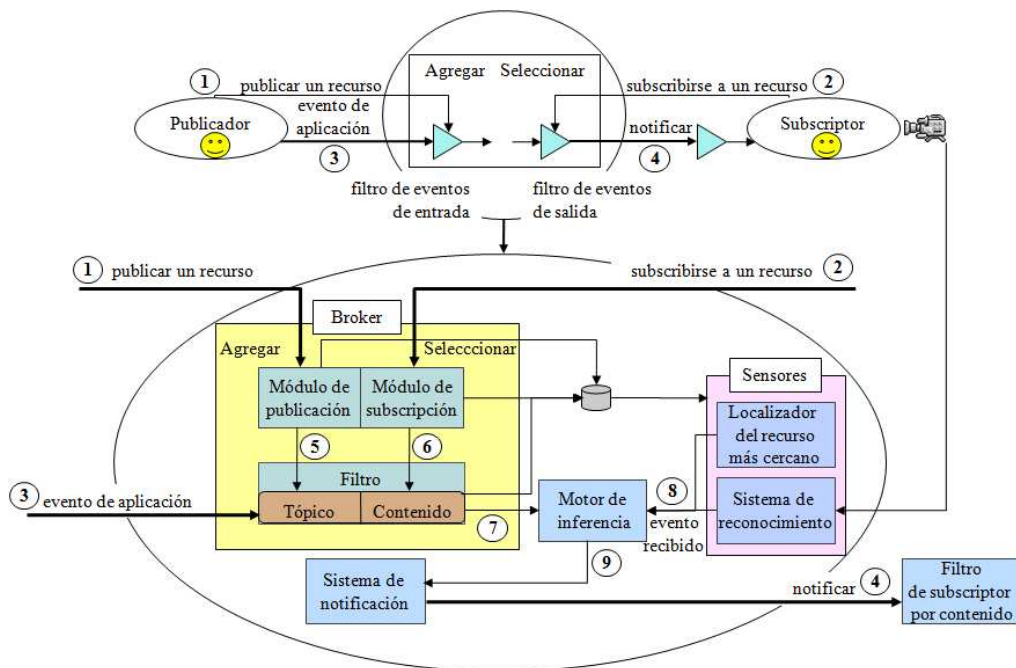 Agregar Seleccionar
1
publicar un recurso
subscribirse a un recurso
2
evento de
aplicación
Publicador
notificar
Subscriptor
3
4
filtro de eventos
de entrada
filtro de eventos
de salida
1
publicar un recurso
subscribirse a un recurso
2
Broker
Agregar
Selecccionar
Sensores
Módulo de
publicación
Módulo de
subscripción
Localizador
del recurso
más cercano
5
6
Filtro
3
evento de aplicación
Tópico
Contenido
7
Motor de
inferencia
8
evento
recibido
Sistema de
reconocimiento
9
Sistema de
notificación
notificar
4
Filtro
de subscriptor
por contenido